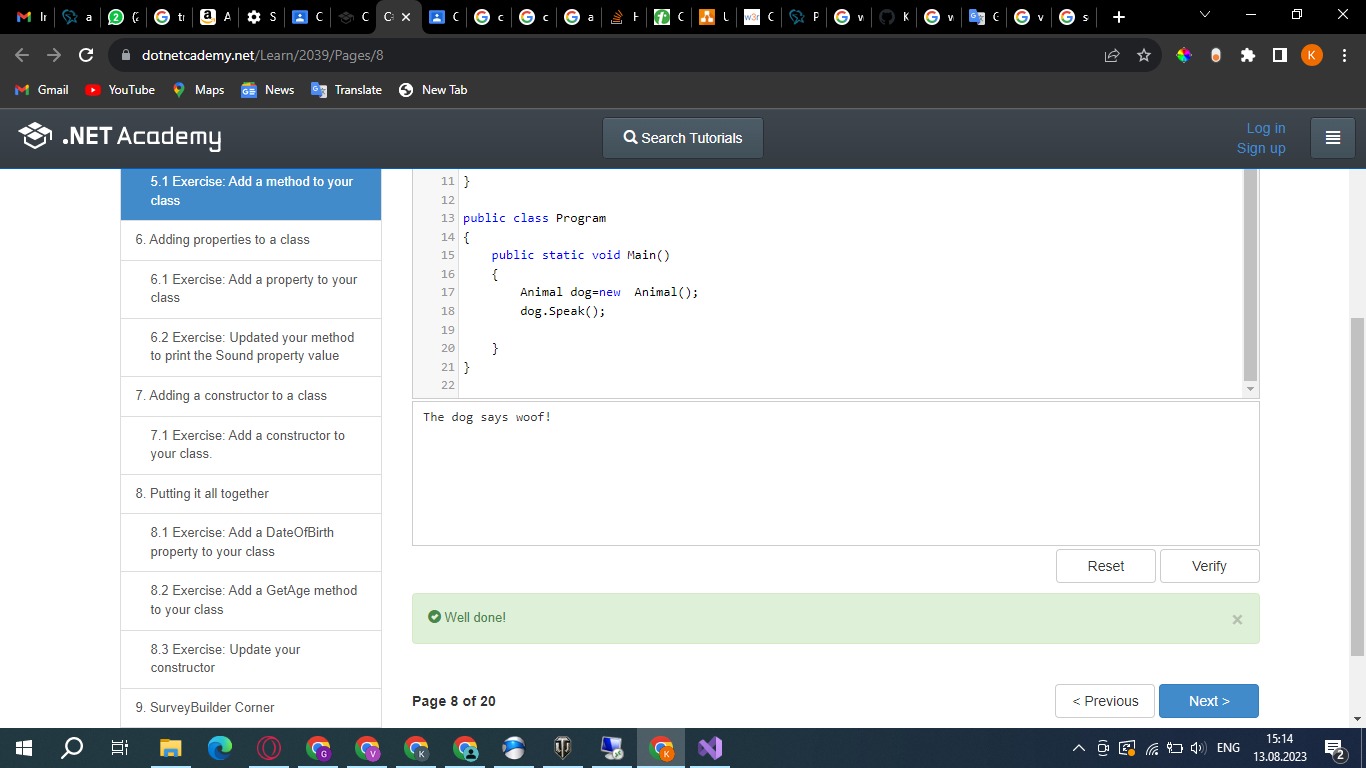 dotnetcademy.net/Learn/2039/Pages/8
Gmail YouTube Maps News Translate New Tab
.NET Academy
Search Tutorials
Log in
Sign up
5.1 Exercise: Add a method to your
class
6. Adding properties to a class
6.1 Exercise: Add a property to your
class
6.2 Exercise: Updated your method
to print the Sound property value
7. Adding a constructor to a class
7.1 Exercise: Add a constructor to
your class.
8. Putting it all together
8.1 Exercise: Add a DateOfBirth
property to your class
8.2 Exercise: Add a GetAge method
to your class
8.3 Exercise: Update your
constructor
9. SurveyBuilder Corner
11 }
12
13 public class Program
14 {
15 public static void Main()
16 {
17 Animal dog=new  Animal();
18 dog.Speak();
19
20 }
21 }
22
The dog says woof!
Reset Verify
Well done!
Page 8 of 20
< Previous Next >
ENG
15:14
13.08.2023
2